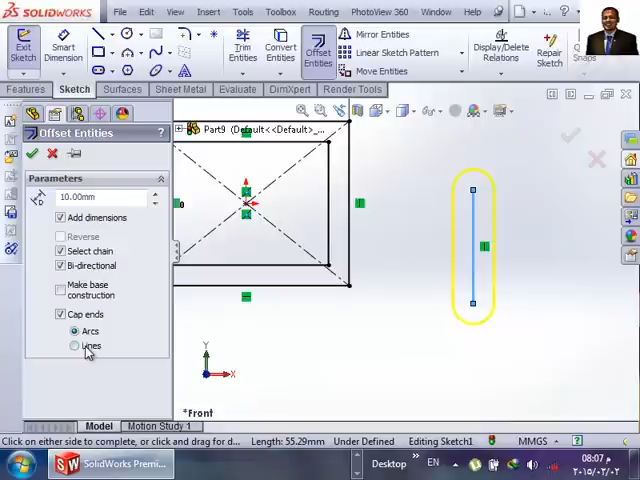 SOLIDWORKS File Edit View Insert Tools Routing PhotoView 360 Window
Exit Sketch
Smart Dimension
Trim Entities
Convert Entities
Offset Entities
Mirror Entities
Linear Sketch Pattern
Move Entities
Display/Delete Relations
Repair Sketch
Snaps
Features Sketch Surfaces Sheet Metal Evaluate DimXpert Render Tools
Part9 (Default<<Default>_...
Offset Entities ?
Parameters
10.00mm
Add dimensions
Reverse
Select chain
Bi-directional
Make base construction
Cap ends
Arcs
Lines
Y
X
*Front
Model Motion Study 1
Click on either side to complete, or click and drag for d... Length: 55.29mm Under Defined Editing Sketch1 MMGS ?
SolidWorks Premi... Desktop EN 08:07 م
٢٠١٥/٠٢/٠٢